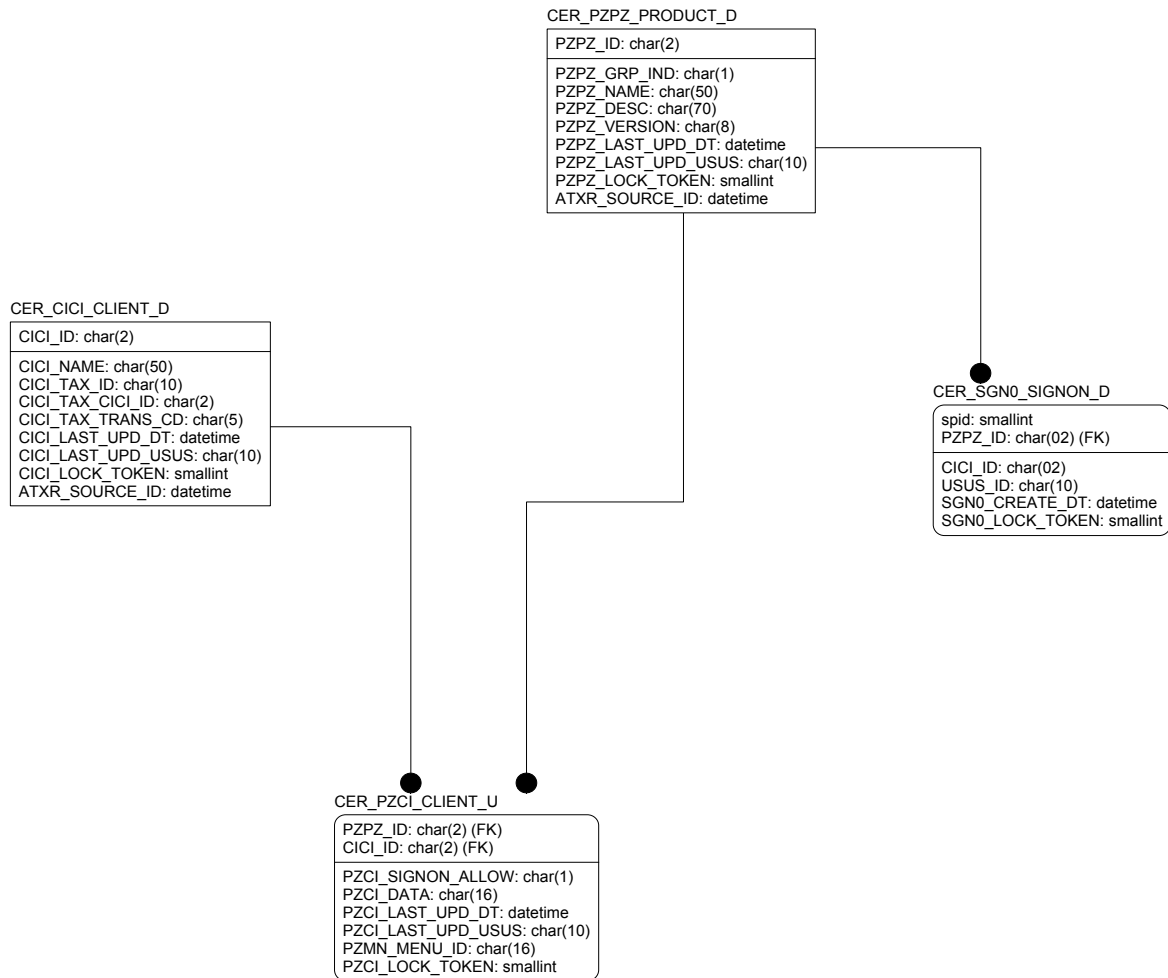 CER_PZPZ_PRODUCT_D
PZPZ_ID: char(2)
PZPZ_GRP_IND: char(1)
PZPZ_NAME: char(50)
PZPZ_DESC: char(70)
PZPZ_VERSION: char(8)
PZPZ_LAST_UPD_DT: datetime
PZPZ_LAST_UPD_USUS: char(10)
PZPZ_LOCK_TOKEN: smallint
ATXR_SOURCE_ID: datetime
CER_CICI_CLIENT_D
CICI_ID: char(2)
CICI_NAME: char(50)
CICI_TAX_ID: char(10)
CICI_TAX_CICI_ID: char(2)
CICI_TAX_TRANS_CD: char(5)
CICI_LAST_UPD_DT: datetime
CICI_LAST_UPD_USUS: char(10)
CICI_LOCK_TOKEN: smallint
ATXR_SOURCE_ID: datetime
CER_SGN0_SIGNON_D
spid: smallint
PZPZ_ID: char(02) (FK)
CICI_ID: char(02)
USUS_ID: char(10)
SGN0_CREATE_DT: datetime
SGN0_LOCK_TOKEN: smallint
CER_PZCI_CLIENT_U
PZPZ_ID: char(2) (FK)
CICI_ID: char(2) (FK)
PZCI_SIGNON_ALLOW: char(1)
PZCI_DATA: char(16)
PZCI_LAST_UPD_DT: datetime
PZCI_LAST_UPD_USUS: char(10)
PZMN_MENU_ID: char(16)
PZCI_LOCK_TOKEN: smallint